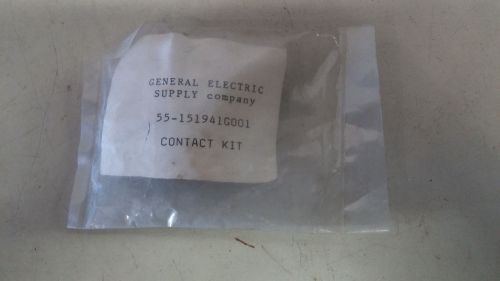 GENERAL ELECTRIC
SUPPLY company
55-151941G001
CONTACT KIT